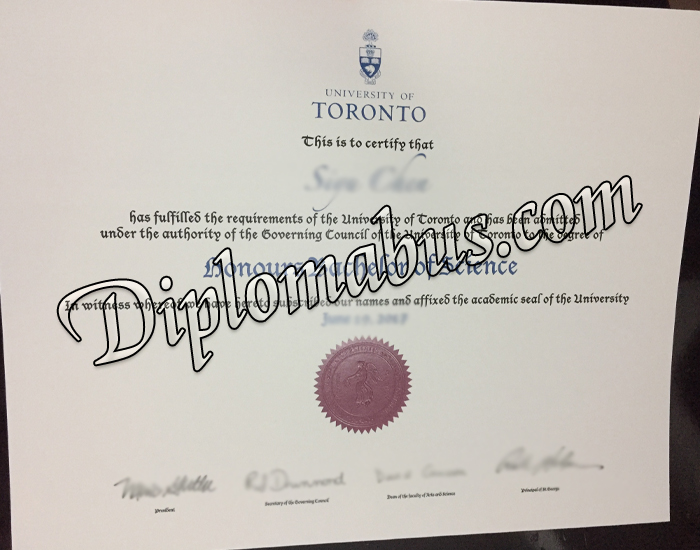 UNIVERSITY OF
TORONTO
This is to certify that
has fulfilled the requirements of the University of Toronto and has been admitted
under the authority of the Governing Council of the University of Toronto to the degree of
Honours Bachelor of Science
In witness whereof we have hereto subscribed our names and affixed the academic seal of the University
Diplomabus.com
President
Secretary of the Governing Council
Dean of the Faculty of Arts and Science